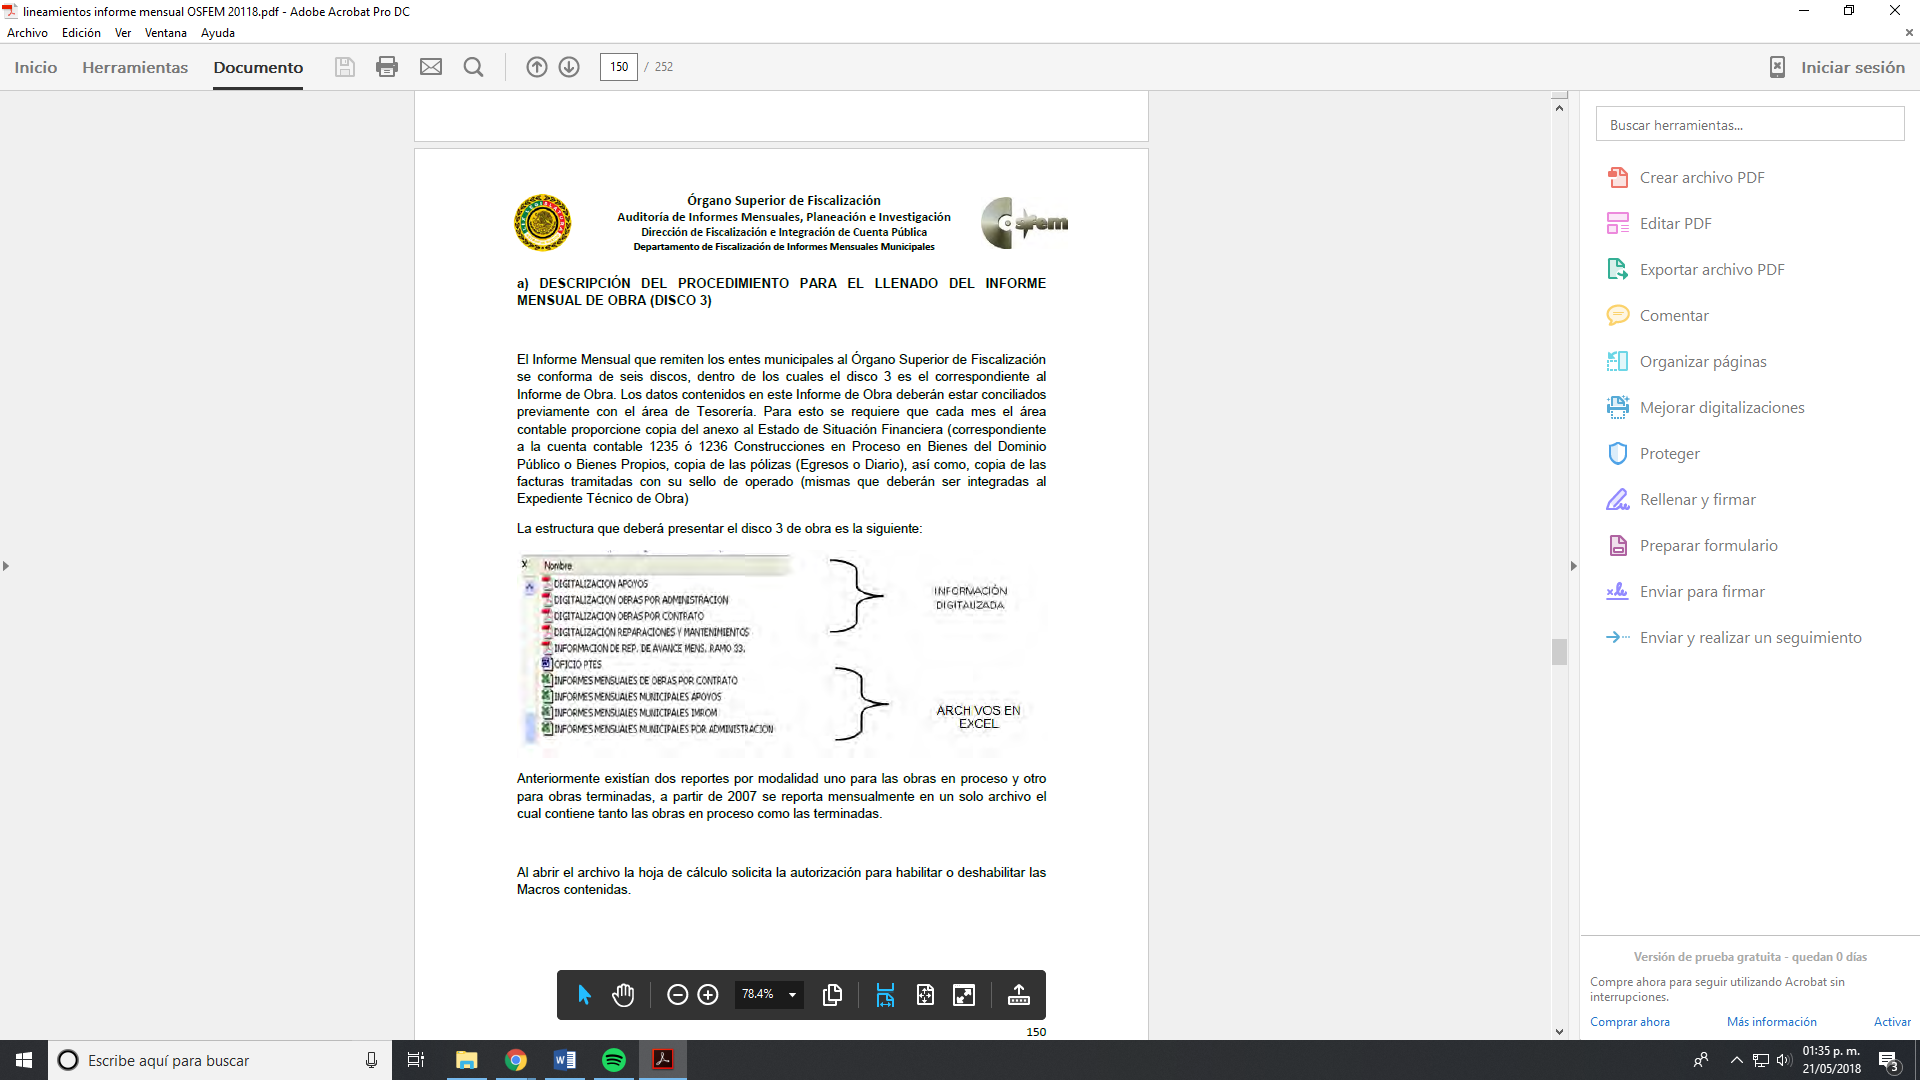 lineamientos informe mensual OSFEM 20118.pdf - Adobe Acrobat Pro DC
Archivo Edición Ver Ventana Ayuda
Inicio Herramientas Documento 150 / 252 Iniciar sesión
Buscar herramientas...
Crear archivo PDF
Editar PDF
Exportar archivo PDF
Comentar
Organizar páginas
Mejorar digitalizaciones
Proteger
Rellenar y firmar
Preparar formulario
Enviar para firmar
Enviar y realizar un seguimiento
Órgano Superior de Fiscalización
Auditoría de Informes Mensuales, Planeación e Investigación
Dirección de Fiscalización e Integración de Cuenta Pública
Departamento de Fiscalización de Informes Mensuales Municipales
osfem
a) DESCRIPCIÓN DEL PROCEDIMIENTO PARA EL LLENADO DEL INFORME
MENSUAL DE OBRA (DISCO 3)
El Informe Mensual que remiten los entes municipales al Órgano Superior de Fiscalización
se conforma de seis discos, dentro de los cuales el disco 3 es el correspondiente al
Informe de Obra. Los datos contenidos en este Informe de Obra deberán estar conciliados
previamente con el área de Tesorería. Para esto se requiere que cada mes el área
contable proporcione copia del anexo al Estado de Situación Financiera (correspondiente
a la cuenta contable 1235 ó 1236 Construcciones en Proceso en Bienes del Dominio
Público o Bienes Propios, copia de las pólizas (Egresos o Diario), así como, copia de las
facturas tramitadas con su sello de operado (mismas que deberán ser integradas al
Expediente Técnico de Obra)
La estructura que deberá presentar el disco 3 de obra es la siguiente:
X Nombre
DIGITALIZACION APOYOS
DIGITALIZACION OBRAS POR ADMINISTRACION
DIGITALIZACION OBRAS POR CONTRATO
DIGITALIZACION REPARACIONES Y MANTENIMIENTOS
INFORMACION DE REP. DE AVANCE MENS. RAMO 33.
OFICIO PTES
INFORMES MENSUALES DE OBRAS POR CONTRATO
INFORMES MENSUALES MUNICIPALES APOYOS
INFORMES MENSUALES MUNICIPALES IMROM
INFORMES MENSUALES MUNICIPALES POR ADMINISTRACION
INFORMACIÓN
DIGITALIZADA
ARCHIVOS EN
EXCEL
Anteriormente existían dos reportes por modalidad uno para las obras en proceso y otro
para obras terminadas, a partir de 2007 se reporta mensualmente en un solo archivo el
cual contiene tanto las obras en proceso como las terminadas.
Al abrir el archivo la hoja de cálculo solicita la autorización para habilitar o deshabilitar las
Macros contenidas.
78.4%
150
Versión de prueba gratuita - quedan 0 días
Compre ahora para seguir utilizando Acrobat sin
interrupciones.
Comprar ahora Más información Activar
Escribe aquí para buscar
01:35 p. m.
21/05/2018
3